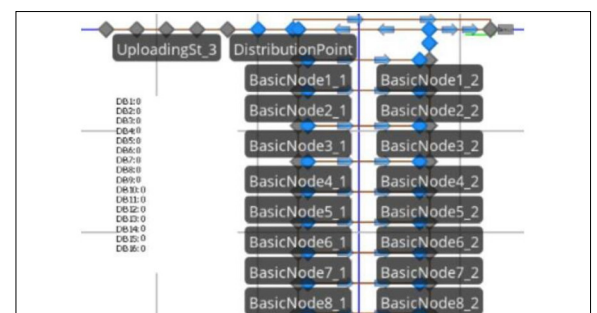 UploadingSt_3 DistributionPoint
BasicNode1_1 BasicNode1_2
BasicNode2_1 BasicNode2_2
BasicNode3_1 BasicNode3_2
BasicNode4_1 BasicNode4_2
BasicNode5_1 BasicNode5_2
BasicNode6_1 BasicNode6_2
BasicNode7_1 BasicNode7_2
BasicNode8_1 BasicNode8_2
DB1:0
DB2:0
DB3:0
DB4:0
DB5:0
DB6:0
DB7:0
DB8:0
DB9:0
DB10:0
DB11:0
DB12:0
DB13:0
DB14:0
DB15:0
DB16:0